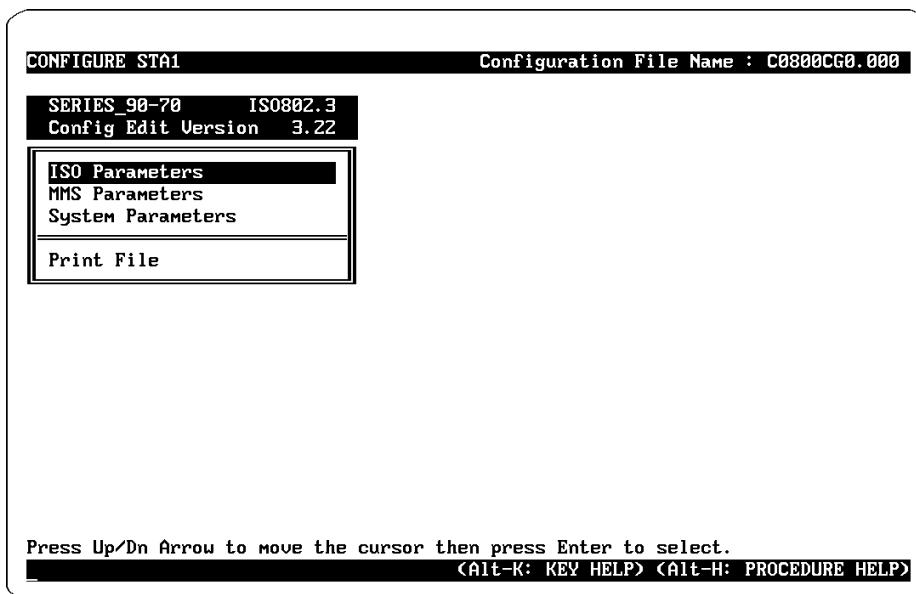 CONFIGURE STA1 Configuration File Name : C0800CG0.000
SERIES_90-70 ISO802.3
Config Edit Version 3.22
ISO Parameters
MMS Parameters
System Parameters
Print File
Press Up/Dn Arrow to move the cursor then press Enter to select.
(Alt-K: KEY HELP) (Alt-H: PROCEDURE HELP)